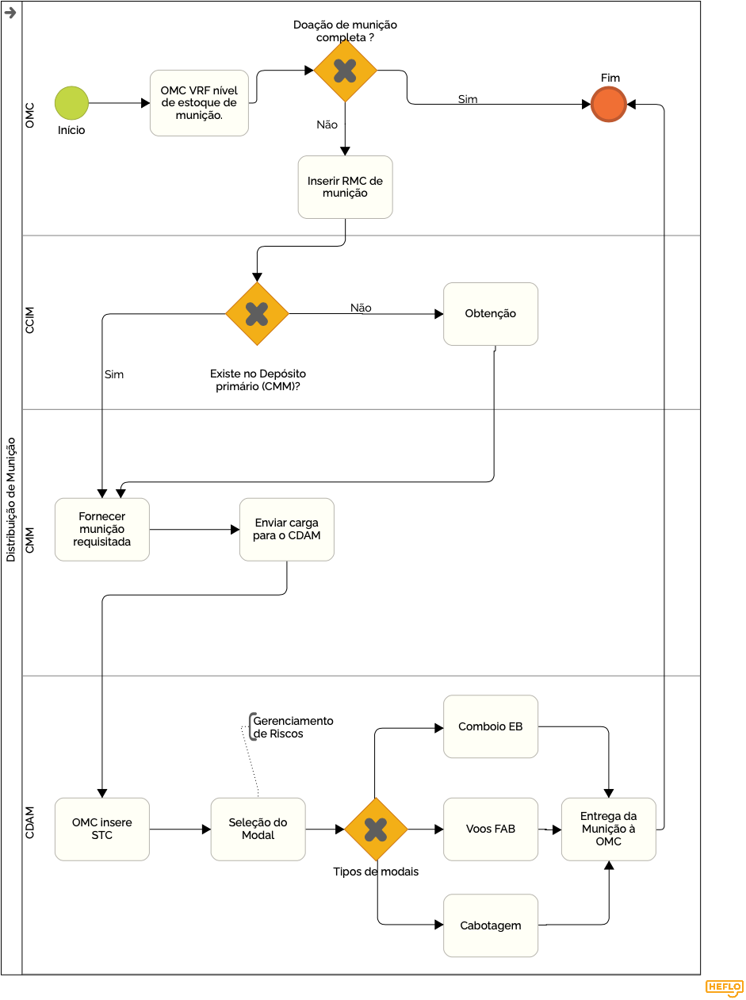 Distribuição de Munição
OMC
Início
OMC VRF nível
de estoque de
munição.
Doação de munição
completa ?
Sim
Fim
Não
Inserir RMC de
munição
CCIM
Não
Obtenção
Sim
Existe no Depósito
primário (CMM)?
CMM
Fornecer
munição
requisitada
Enviar carga
para o CDAM
CDAM
Gerenciamento
de Riscos
OMC insere
STC
Seleção do
Modal
Tipos de modais
Comboio EB
Voos FAB
Cabotagem
Entrega da
Munição à
OMC
HEFLO